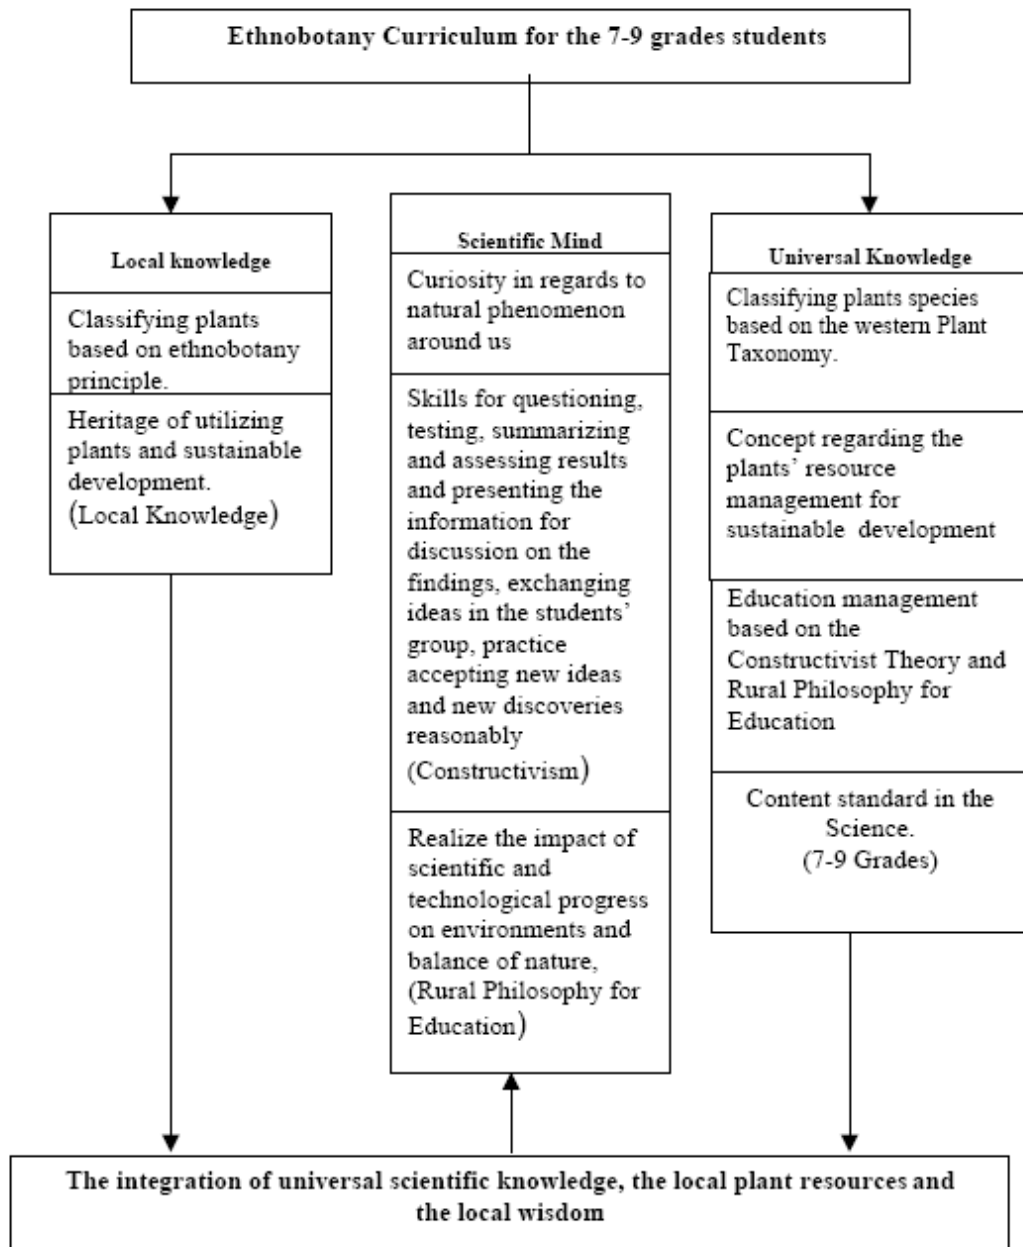 Ethnobotany Curriculum for the 7-9 grades students
Local knowledge
Classifying plants
based on ethnobotany
principle.
Heritage of utilizing
plants and sustainable
development.
(Local Knowledge)
Scientific Mind
Curiosity in regards to
natural phenomenon
around us
Skills for questioning,
testing, summarizing
and assessing results
and presenting the
information for
discussion on the
findings, exchanging
ideas in the students’
group, practice
accepting new ideas
and new discoveries
reasonably
(Constructivism)
Realize the impact of
scientific and
technological progress
on environments and
balance of nature,
(Rural Philosophy for
Education)
Universal Knowledge
Classifying plants species
based on the western Plant
Taxonomy.
Concept regarding the
plants’ resource
management for
sustainable development
Education management
based on the
Constructivist Theory and
Rural Philosophy for
Education
Content standard in the
Science.
(7-9 Grades)
The integration of universal scientific knowledge, the local plant resources and
the local wisdom